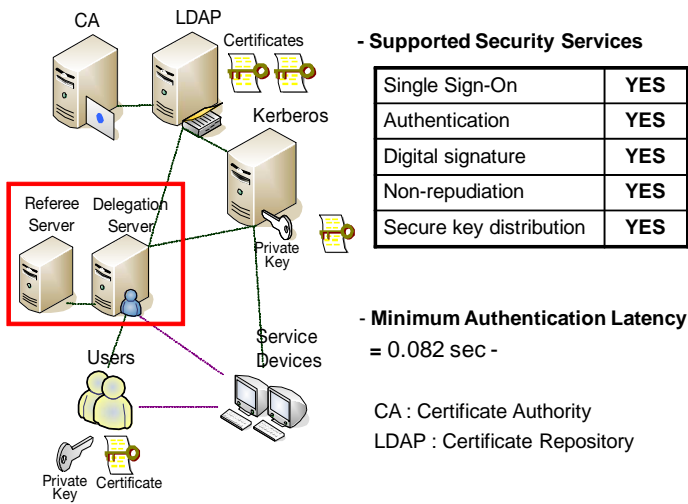 CA
LDAP
Certificates
Kerberos
Referee
Server
Delegation
Server
Private
Key
Users
Service
Devices
Private
Key
Certificate
- Supported Security Services
Single Sign-On YES
Authentication YES
Digital signature YES
Non-repudiation YES
Secure key distribution YES
- Minimum Authentication Latency
= 0.082 sec -
CA : Certificate Authority
LDAP : Certificate Repository